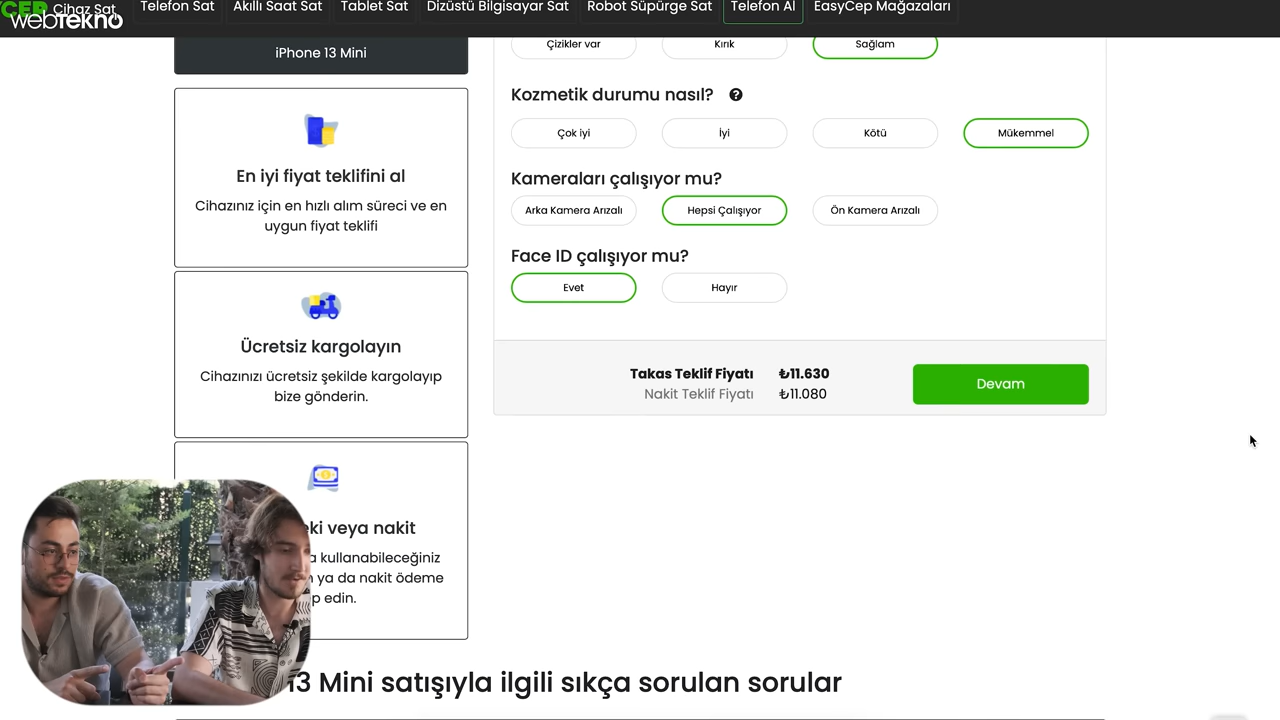 Cihaz Sat
webtekno
Telefon Sat
Akıllı Saat Sat
Tablet Sat
Dizüstü Bilgisayar Sat
Robot Süpürge Sat
Telefon Al
EasyCep Mağazaları
iPhone 13 Mini
En iyi fiyat teklifini al
Cihazınız için en hızlı alım süreci ve en
uygun fiyat teklifi
Ücretsiz kargolayın
Cihazınızı ücretsiz şekilde kargolayıp
bize gönderin.
veya nakit
kullanabileceğiniz
ya da nakit ödeme
edin.
Çizikler var
Kırık
Sağlam
Kozmetik durumu nasıl?
Çok iyi
İyi
Kötü
Mükemmel
Kameraları çalışıyor mu?
Arka Kamera Arızalı
Hepsi Çalışıyor
Ön Kamera Arızalı
Face ID çalışıyor mu?
Evet
Hayır
Takas Teklif Fiyatı ₺11.630
Nakit Teklif Fiyatı ₺11.080
Devam
13 Mini satışıyla ilgili sıkça sorulan sorular